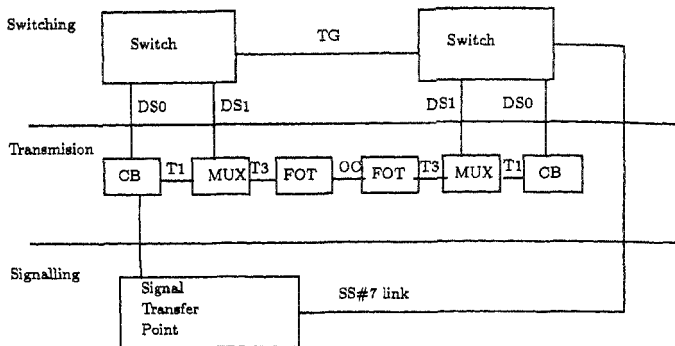 Switching
Switch
TG
Switch
DS0
DS1
DS1
DS0
Transmision
CB
T1
MUX
T3
FOT
OC
FOT
T3
MUX
T1
CB
Signalling
Signal
Transfer
Point
SS#7 link